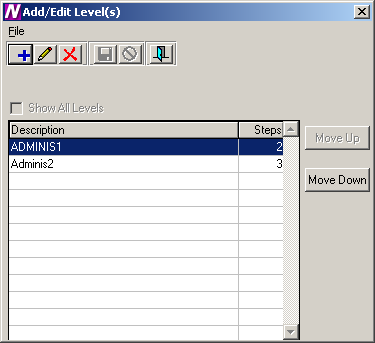 N Add/Edit Level(s)
File
Show All Levels
Description Steps
ADMINIS1 2
Adminis2 3
Move Up
Move Down